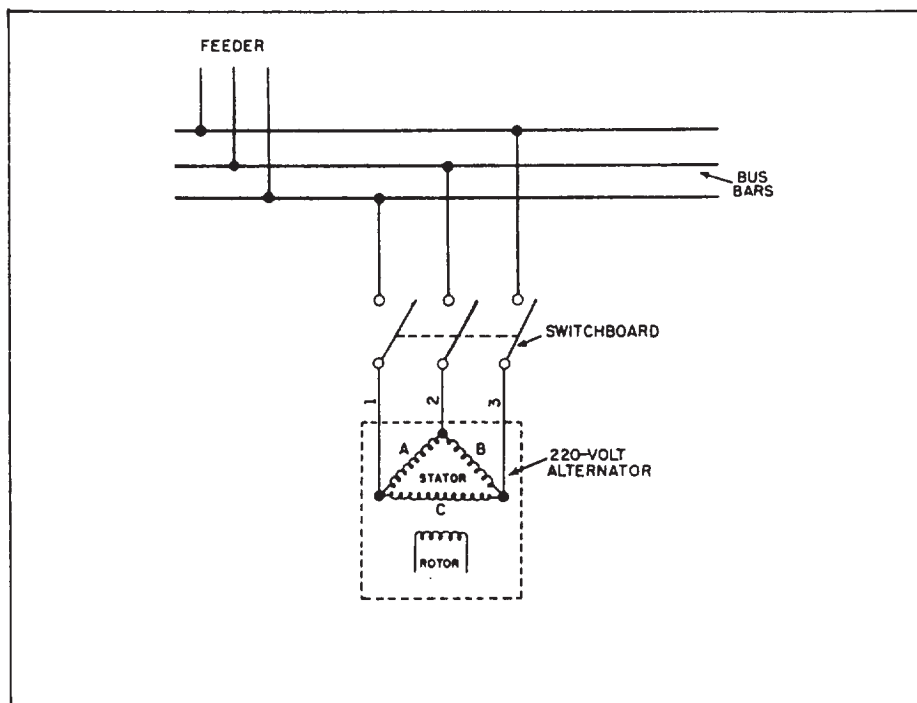 FEEDER
BUS
BARS
SWITCHBOARD
1 2 3
A B
220-VOLT
ALTERNATOR
STATOR
C
ROTOR